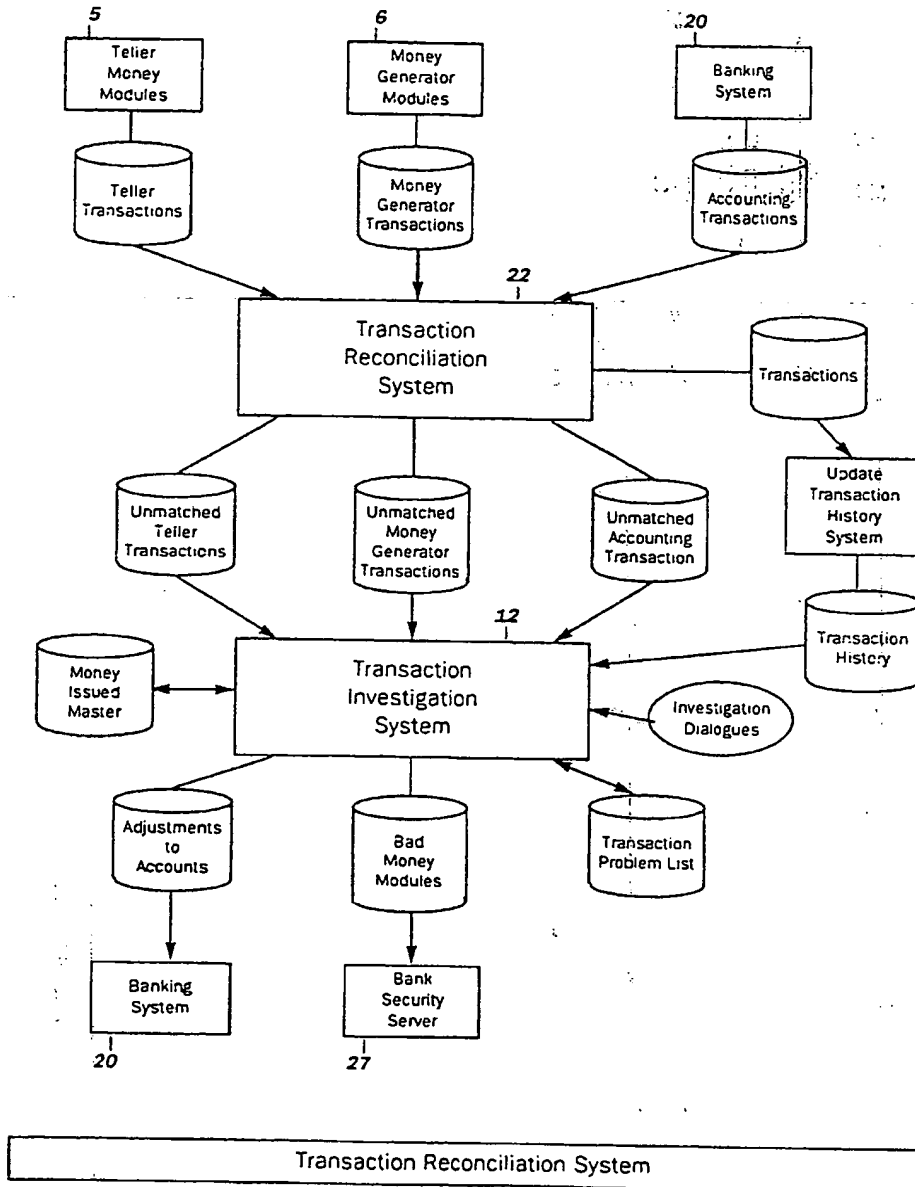 5
6
20
Teller
Money
Modules
Money
Generator
Modules
Banking
System
Teller
Transactions
Money
Generator
Transactions
Accounting
Transactions
22
Transaction
Reconciliation
System
Transactions
Unmatched
Teller
Transactions
Unmatched
Money
Generator
Transactions
Unmatched
Accounting
Transaction
Update
Transaction
History
System
12
Transaction
Investigation
System
Money
Issued
Master
Transaction
History
Investigation
Dialogues
Adjustments
to
Accounts
Bad
Money
Modules
Transaction
Problem List
Banking
System
Bank
Security
Server
20
27
Transaction Reconciliation System